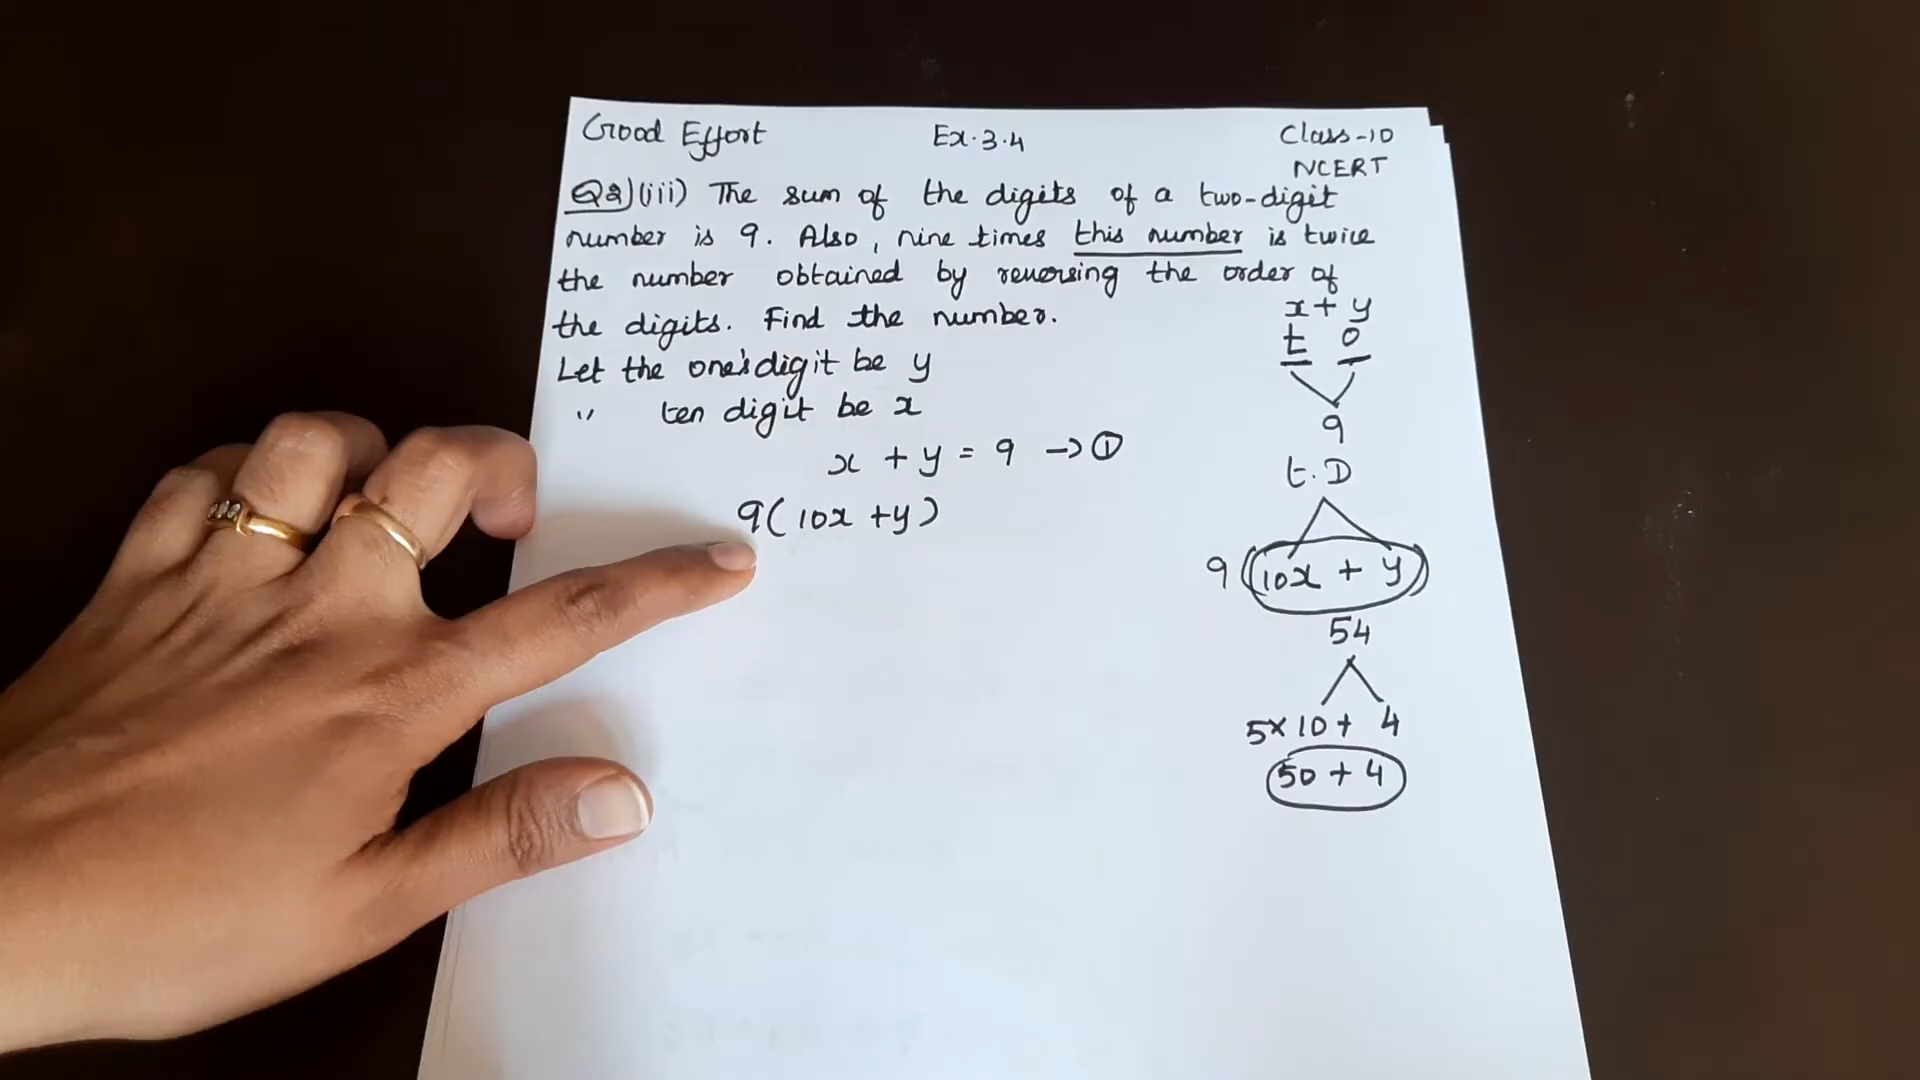 Good Effort Ex.3.4 Class-10
NCERT
Q2)(iii) The sum of the digits of a two-digit
number is 9. Also, nine times this number is twice
the number obtained by reversing the order of
the digits. Find the number.
Let the one's digit be y
" ten digit be x
x + y = 9 → ①
9(10x + y)
x + y
t o
9
t.D
9 (10x + y)
54
5×10 + 4
50 + 4